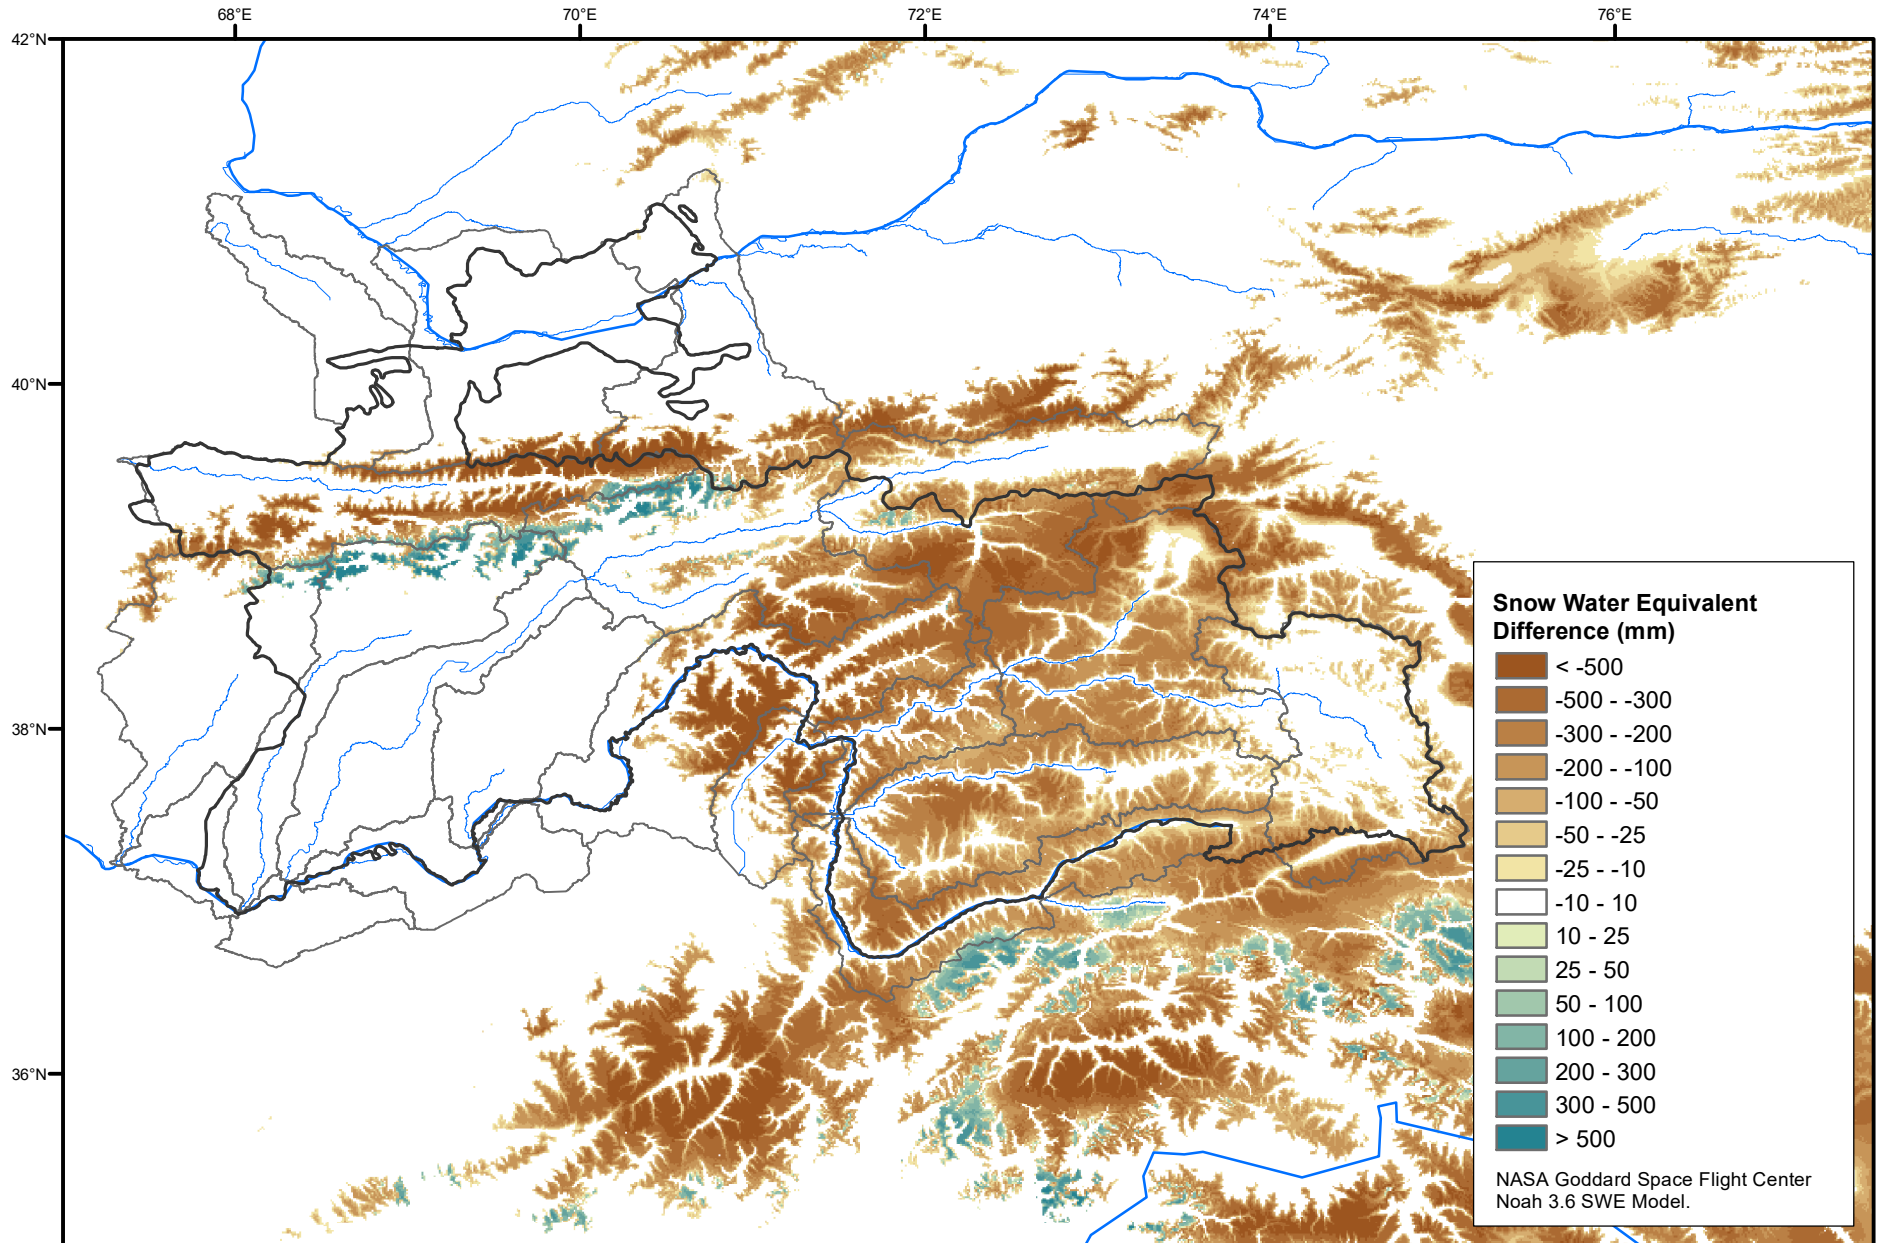 68°E
70°E
72°E
74°E
76°E
42°N
40°N
38°N
36°N
Snow Water Equivalent
Difference (mm)
< -500
-500 - -300
-300 - -200
-200 - -100
-100 - -50
-50 - -25
-25 - -10
-10 - 10
10 - 25
25 - 50
50 - 100
100 - 200
200 - 300
300 - 500
> 500
NASA Goddard Space Flight Center
Noah 3.6 SWE Model.